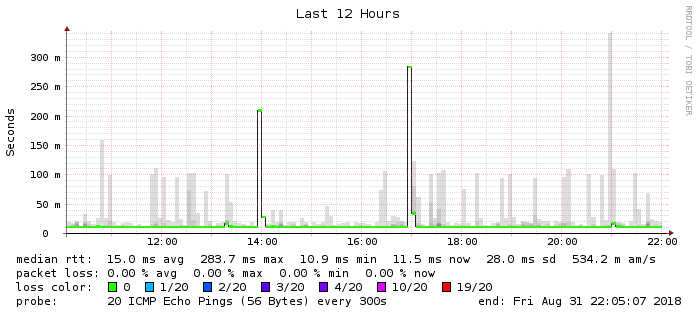 Last 12 Hours
RRDTOOL / TOBI OETIKER
Seconds
300 m
250 m
200 m
150 m
100 m
50 m
0
12:00 14:00 16:00 18:00 20:00 22:00
median rtt: 15.0 ms avg 283.7 ms max 10.9 ms min 11.5 ms now 28.0 ms sd 534.2 m am/s
packet loss: 0.00 % avg 0.00 % max 0.00 % min 0.00 % now
loss color: 0 1/20 2/20 3/20 4/20 10/20 19/20
probe: 20 ICMP Echo Pings (56 Bytes) every 300s end: Fri Aug 31 22:05:07 2018